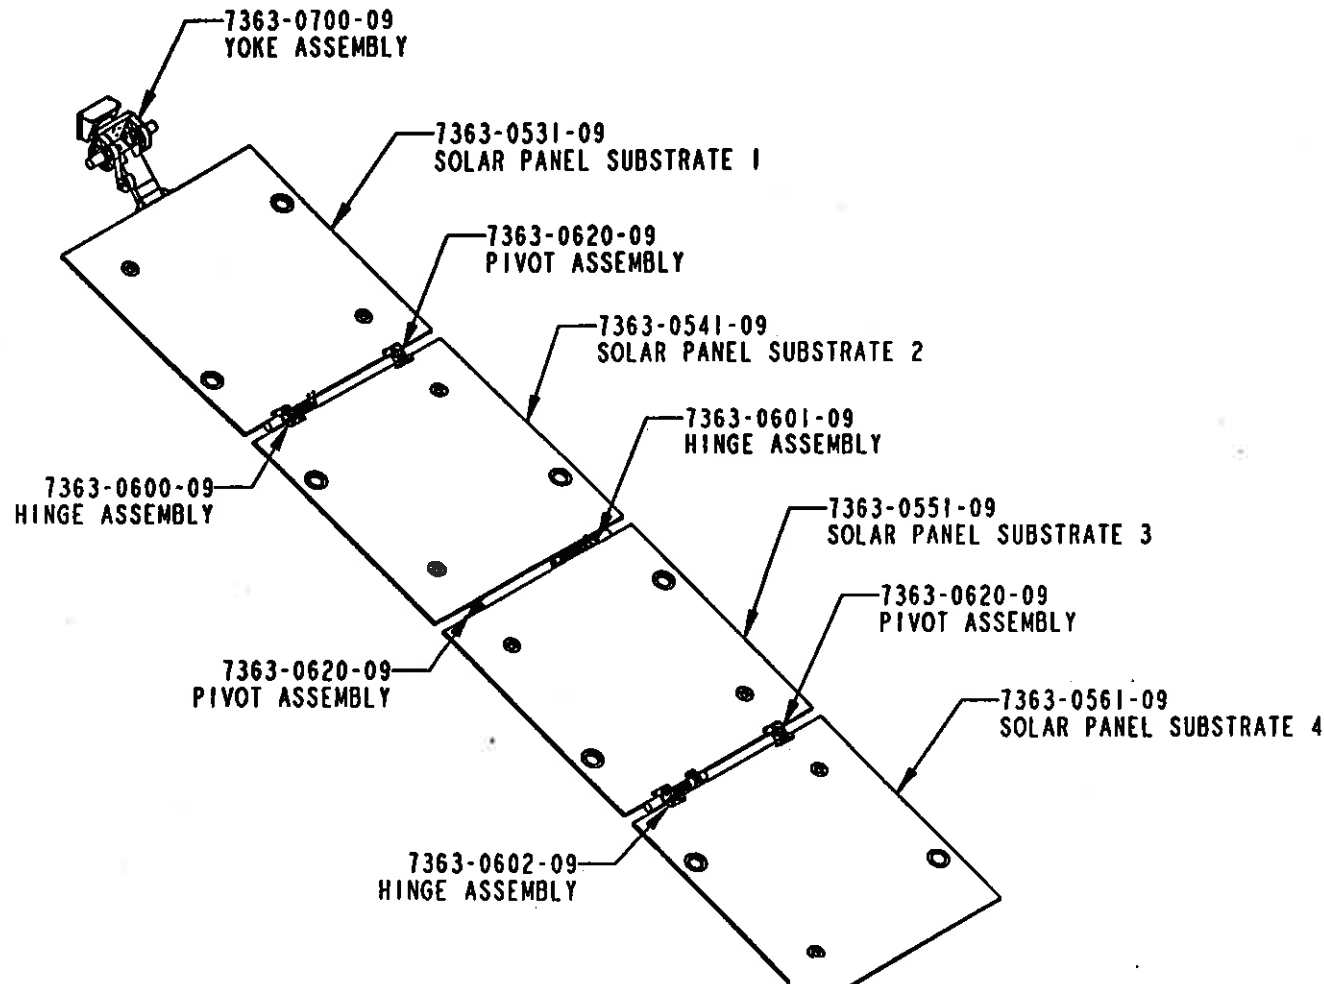 7363-0700-09
YOKE ASSEMBLY
7363-0531-09
SOLAR PANEL SUBSTRATE 1
7363-0620-09
PIVOT ASSEMBLY
7363-0541-09
SOLAR PANEL SUBSTRATE 2
7363-0601-09
HINGE ASSEMBLY
7363-0600-09
HINGE ASSEMBLY
7363-0551-09
SOLAR PANEL SUBSTRATE 3
7363-0620-09
PIVOT ASSEMBLY
7363-0620-09
PIVOT ASSEMBLY
7363-0561-09
SOLAR PANEL SUBSTRATE 4
7363-0602-09
HINGE ASSEMBLY